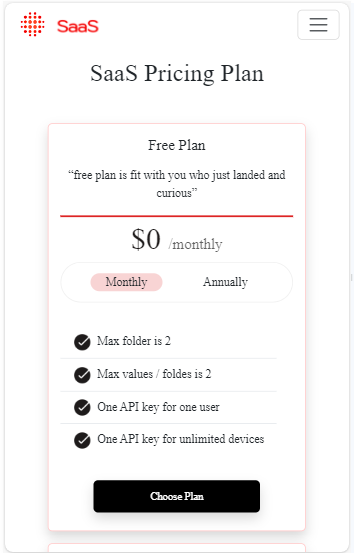 SaaS
SaaS Pricing Plan
Free Plan
“free plan is fit with you who just landed and
curious”
$0 /monthly
Monthly Annually
Max folder is 2
Max values / foldes is 2
One API key for one user
One API key for unlimited devices
Choose Plan